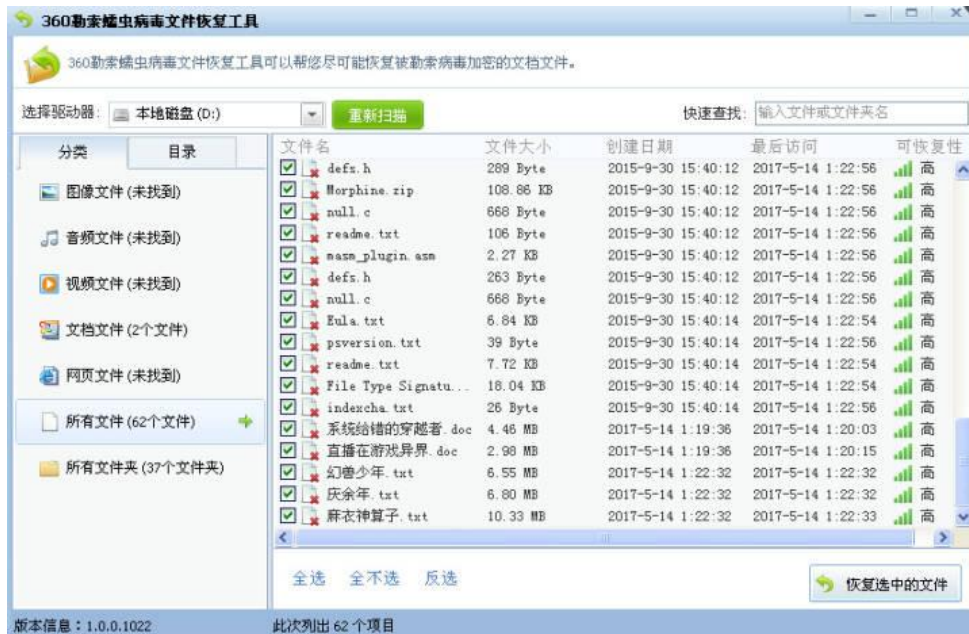 360勒索蠕虫病毒文件恢复工具
360勒索蠕虫病毒文件恢复工具可以帮您尽可能恢复被勒索病毒加密的文档文件。
选择驱动器: 本地磁盘 (D:) 重新扫描 快速查找: 输入文件或文件夹名
分类 目录
图像文件 (未找到)
音频文件 (未找到)
视频文件 (未找到)
文档文件 (2个文件)
网页文件 (未找到)
所有文件 (62个文件)
所有文件夹 (37个文件夹)
文件名 文件大小 创建日期 最后访问 可恢复性
defs.h 289 Byte 2015-9-30 15:40:12 2017-5-14 1:22:56 高
Morphine.zip 108.86 KB 2015-9-30 15:40:12 2017-5-14 1:22:56 高
null.c 668 Byte 2015-9-30 15:40:12 2017-5-14 1:22:56 高
readme.txt 106 Byte 2015-9-30 15:40:12 2017-5-14 1:22:56 高
masm_plugin.asm 2.27 KB 2015-9-30 15:40:12 2017-5-14 1:22:56 高
defs.h 263 Byte 2015-9-30 15:40:12 2017-5-14 1:22:56 高
null.c 668 Byte 2015-9-30 15:40:12 2017-5-14 1:22:56 高
Eula.txt 6.84 KB 2015-9-30 15:40:14 2017-5-14 1:22:54 高
psversion.txt 39 Byte 2015-9-30 15:40:14 2017-5-14 1:22:56 高
readme.txt 7.72 KB 2015-9-30 15:40:14 2017-5-14 1:22:54 高
File Type Signatu... 18.04 KB 2015-9-30 15:40:14 2017-5-14 1:22:54 高
indexcha.txt 26 Byte 2015-9-30 15:40:14 2017-5-14 1:22:56 高
系统给错的穿越者.doc 4.46 MB 2017-5-14 1:19:36 2017-5-14 1:20:03 高
直播在游戏异界.doc 2.98 MB 2017-5-14 1:19:36 2017-5-14 1:20:15 高
幻兽少年.txt 6.55 MB 2017-5-14 1:22:32 2017-5-14 1:22:32 高
庆余年.txt 6.80 MB 2017-5-14 1:22:32 2017-5-14 1:22:32 高
麻衣神算子.txt 10.33 MB 2017-5-14 1:22:32 2017-5-14 1:22:33 高
全选 全不选 反选 恢复选中的文件
版本信息：1.0.0.1022 此次列出 62 个项目